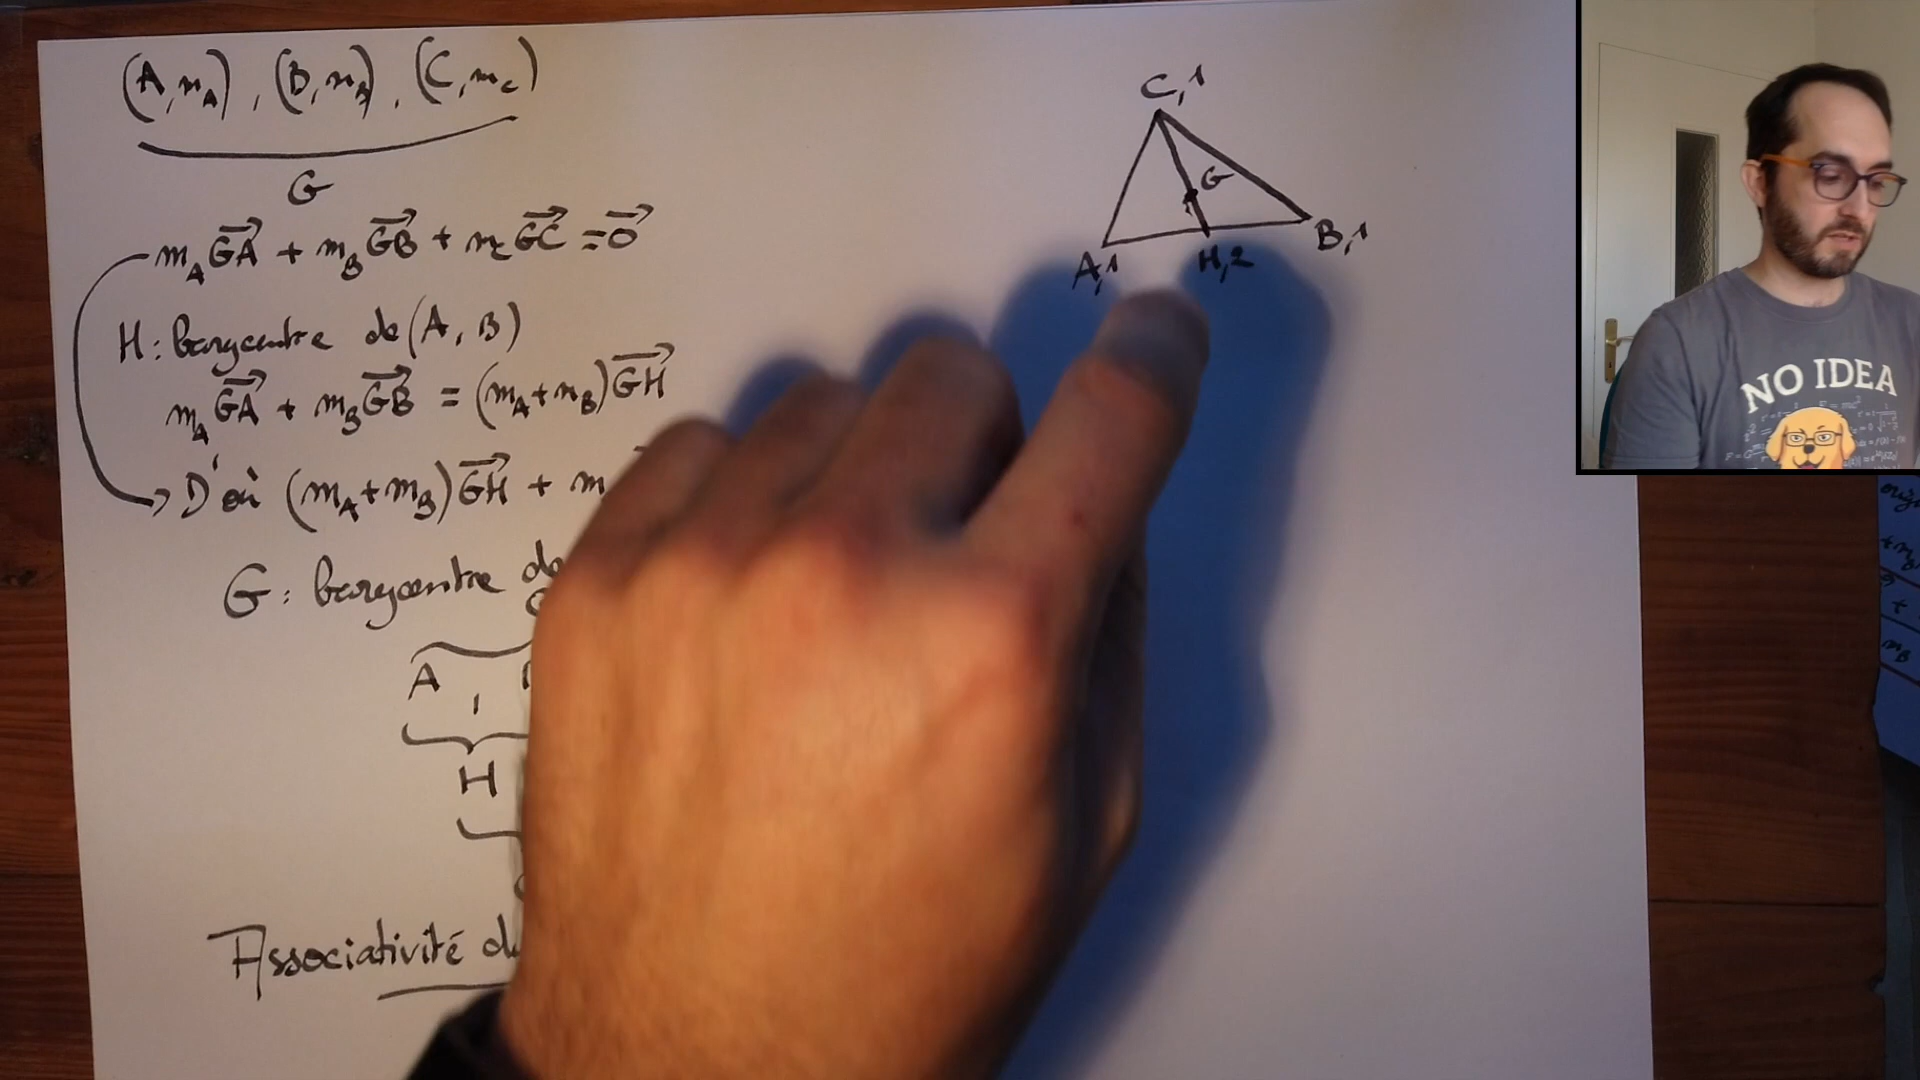 (A, m_A), (B, m_B), (C, m_C)
G
m_A GA + m_B GB + m_C GC = 0
H: barycentre de (A, B)
m_A GA + m_B GB = (m_A + m_B) GH
D'où (m_A + m_B) GH + m
G: barycentre de
A ,
H
Associativité du
C, 1
G
A, 1
H, 2
B, 1
NO IDEA